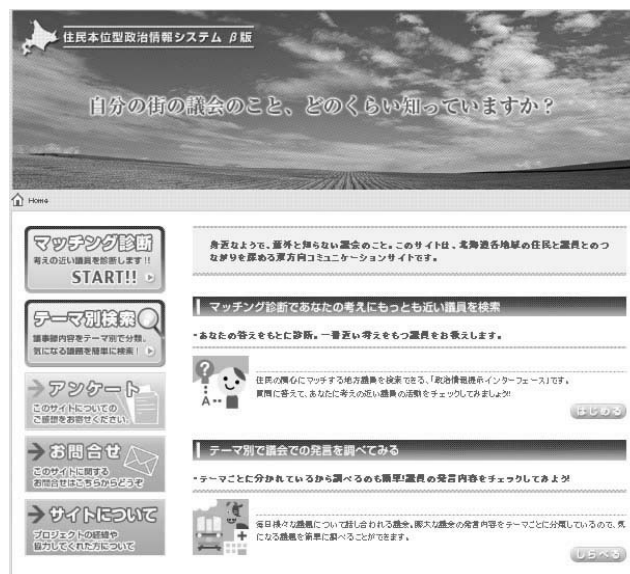 住民本位型政治情報システム β版
自分の街の議会のこと、どのくらい知っていますか？
Home
マッチング診断
考えの近い議員を診断します!!
START!!
テーマ別検索
議事録内容をテーマ別で分類、
気になる議題を簡単に検索！
アンケート
このサイトについての
ご感想をお寄せください。
お問合せ
このサイトに関する
お問合せはこちらからどうぞ
サイトについて
プロジェクトの経緯や
協力してくれた方について
身近なようで、意外と知らない議会のこと。このサイトは、北海道各地域の住民と議員とのつ
ながりを深める双方向コミュニケーションサイトです。
マッチング診断であなたの考えにもっとも近い議員を検索
・あなたの答えをもとに診断。一番近い考えをもつ議員をお教えします。
?
A
住民の関心にマッチする地方議員を検索できる、「政治情報提示インターフェース」です。
質問に答えて、あなたに考えの近い議員の活動をチェックしてみましょう!
はじめる
テーマ別で議会での発言を調べてみる
・テーマごとに分かれているから調べるのも簡単!議員の発言内容をチェックしてみよう!
毎日様々な議題について話し合われる議会。膨大な議会の発言内容をテーマごとに分類しているので、気
になる議題を簡単に調べることができます。
しらべる